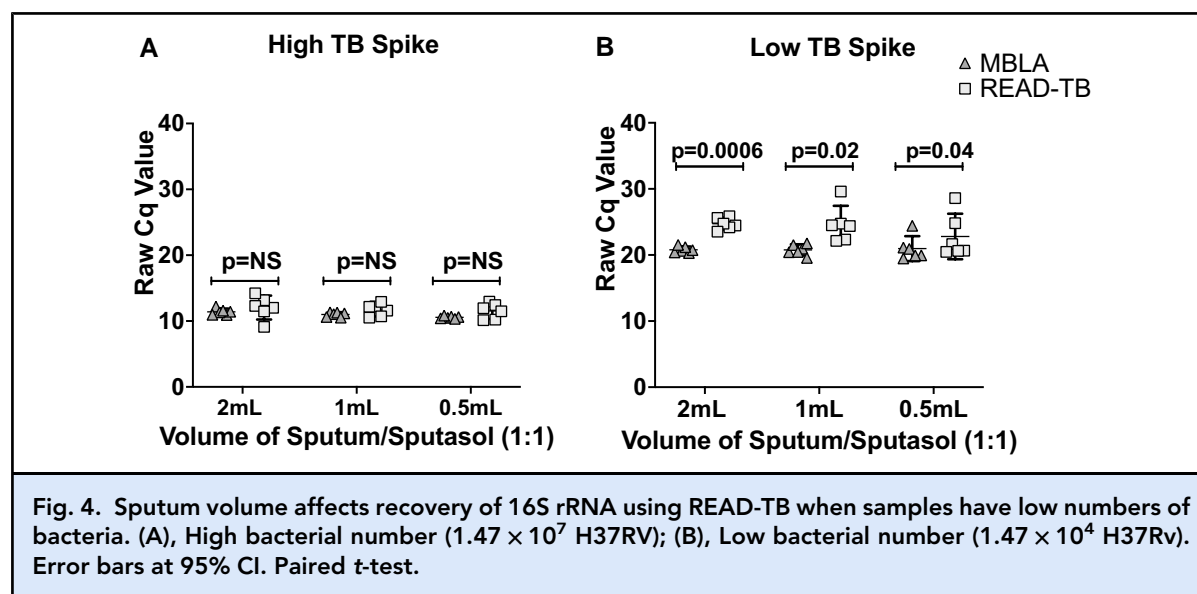 A
High TB Spike
Raw Cq Value
40
30
20
10
0
p=NS
p=NS
p=NS
2mL
1mL
0.5mL
Volume of Sputum/Sputasol (1:1)
B
Low TB Spike
MBLA
READ-TB
Raw Cq Value
40
30
20
10
0
p=0.0006
p=0.02
p=0.04
2mL
1mL
0.5mL
Volume of Sputum/Sputasol (1:1)
Fig. 4. Sputum volume affects recovery of 16S rRNA using READ-TB when samples have low numbers of
bacteria. (A), High bacterial number (1.47 × 10⁷ H37RV); (B), Low bacterial number (1.47 × 10⁴ H37Rv).
Error bars at 95% CI. Paired t-test.